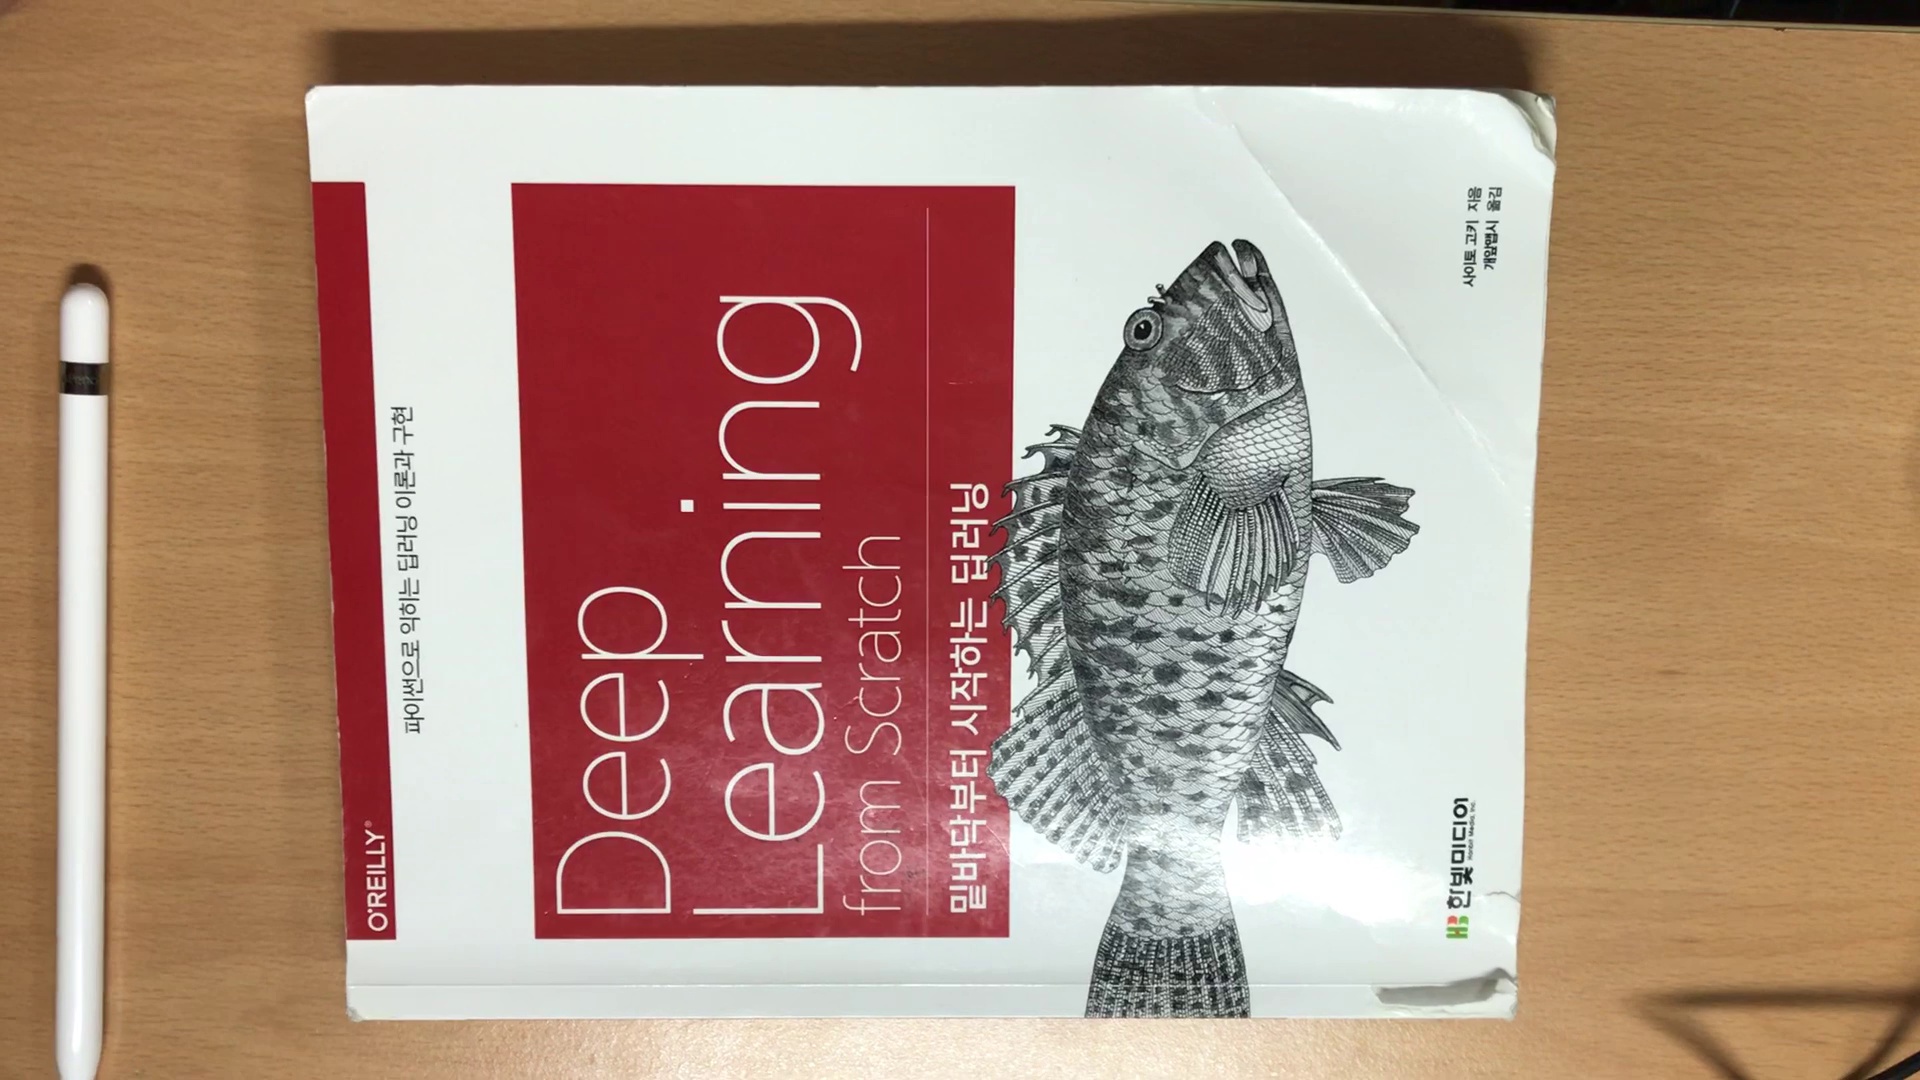 O'REILLY®
파이썬으로 익히는 딥러닝 이론과 구현
Deep
Learning
from Scratch
밑바닥부터 시작하는 딥러닝
사이토 고키 지음
개앞맵시 옮김
HB 한빛미디어
Hanbit Media, Inc.